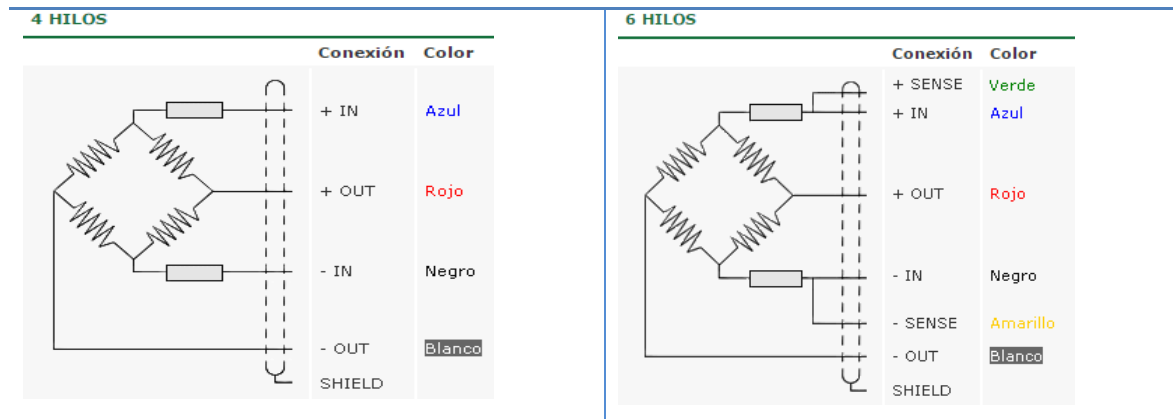 4 HILOS
Conexión Color
+ IN Azul
+ OUT Rojo
- IN Negro
- OUT Blanco
SHIELD
6 HILOS
Conexión Color
+ SENSE Verde
+ IN Azul
+ OUT Rojo
- IN Negro
- SENSE Amarillo
- OUT Blanco
SHIELD